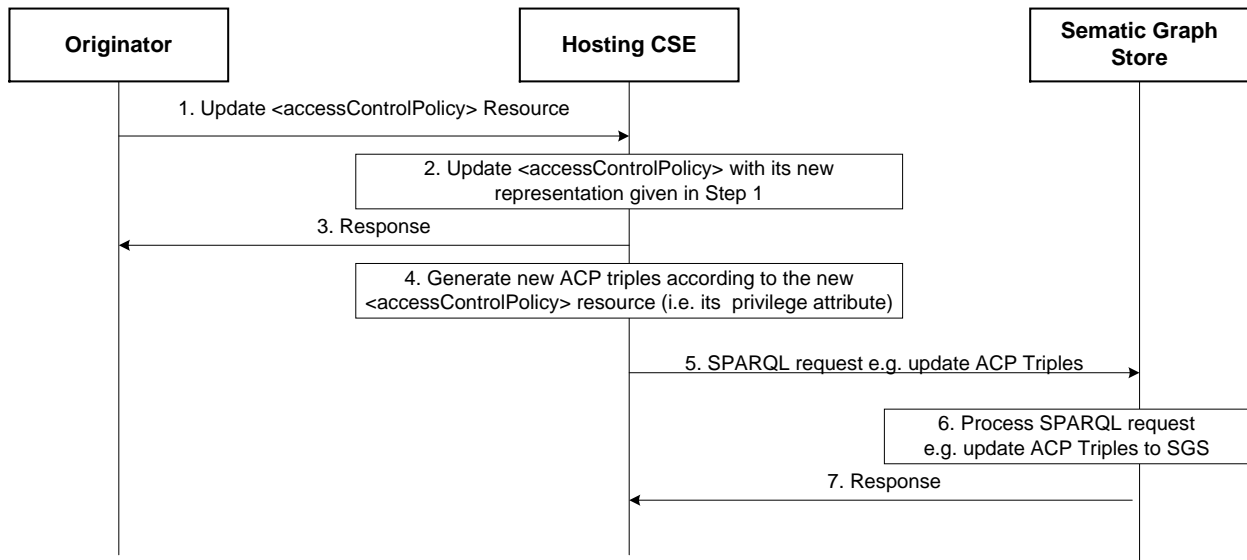 Originator
Hosting CSE
Sematic Graph
Store
1. Update <accessControlPolicy> Resource
2. Update <accessControlPolicy> with its new
representation given in Step 1
3. Response
4. Generate new ACP triples according to the new
<accessControlPolicy> resource (i.e. its privilege attribute)
5. SPARQL request e.g. update ACP Triples
6. Process SPARQL request
e.g. update ACP Triples to SGS
7. Response